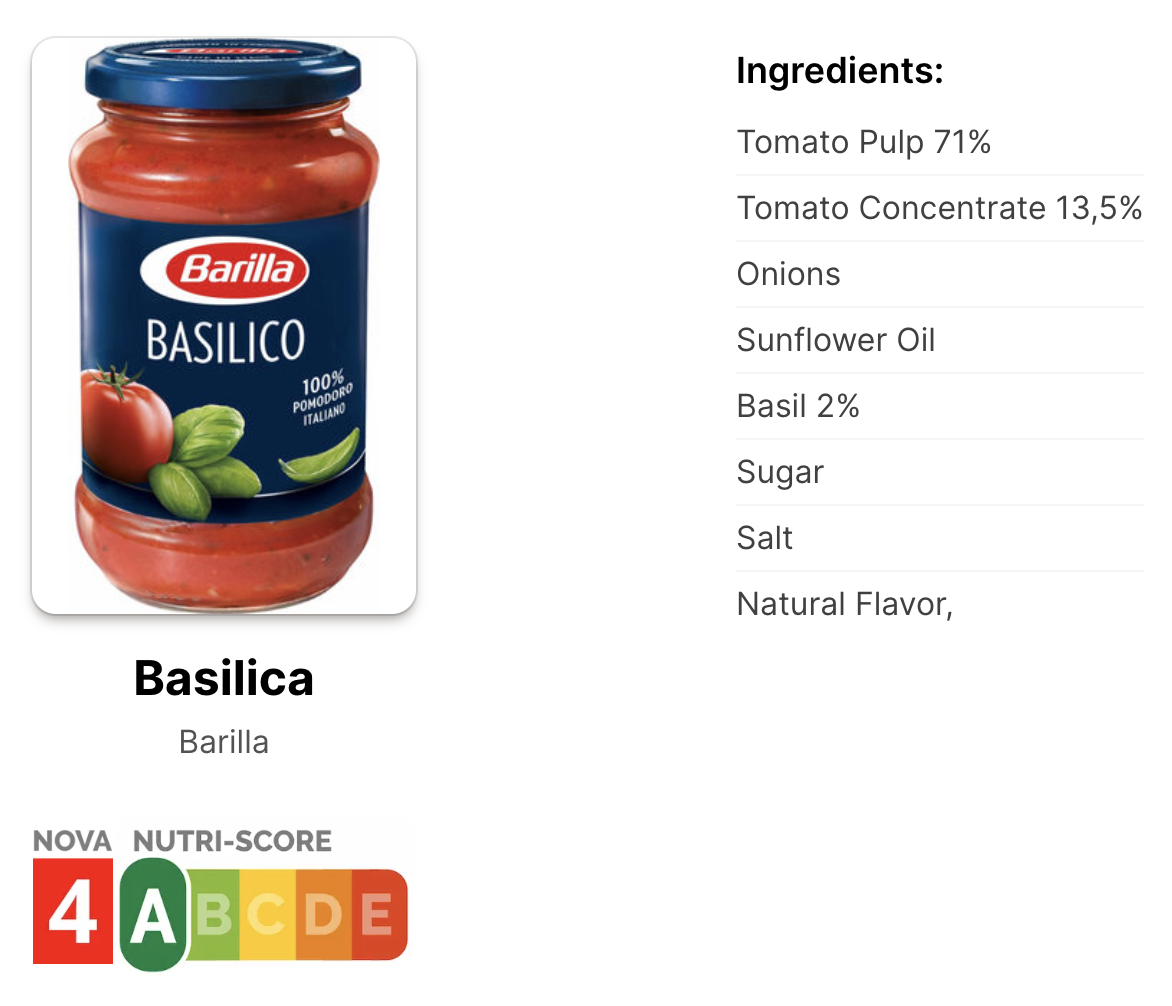 Barilla
Barilla
BASILICO
100%
POMODORO
ITALIANO
Basilica
Barilla
NOVA NUTRI-SCORE
4 A B C D E
Ingredients:
Tomato Pulp 71%
Tomato Concentrate 13,5%
Onions
Sunflower Oil
Basil 2%
Sugar
Salt
Natural Flavor,